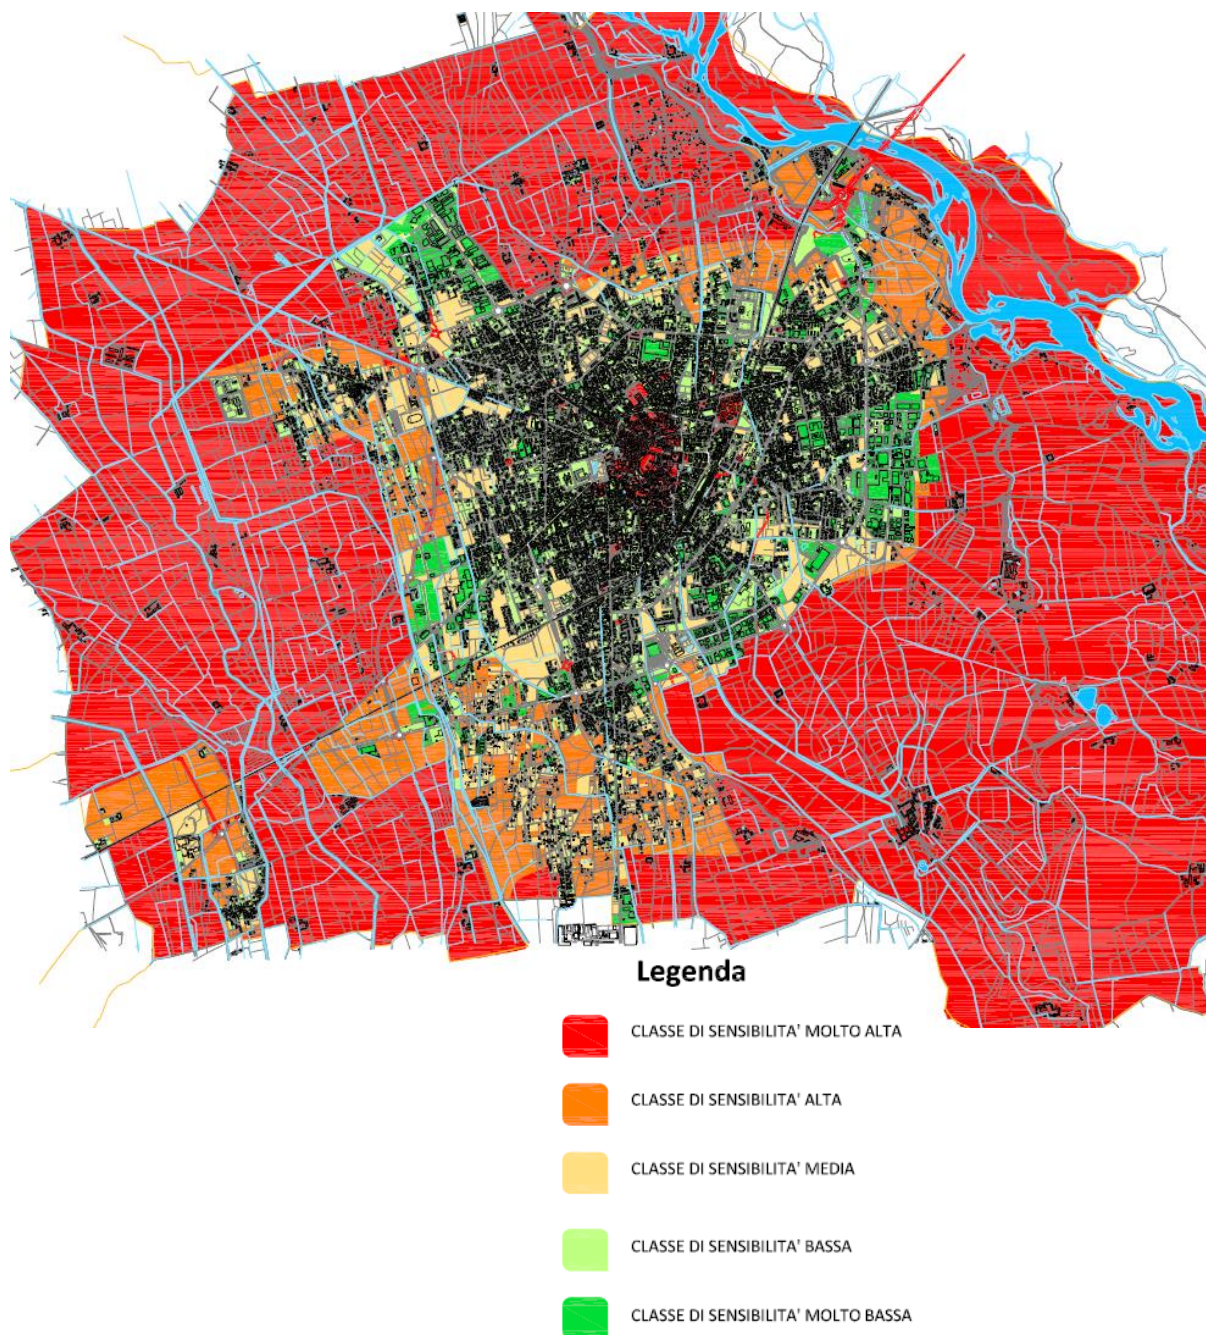 Legenda
CLASSE DI SENSIBILITA' MOLTO ALTA
CLASSE DI SENSIBILITA' ALTA
CLASSE DI SENSIBILITA' MEDIA
CLASSE DI SENSIBILITA' BASSA
CLASSE DI SENSIBILITA' MOLTO BASSA